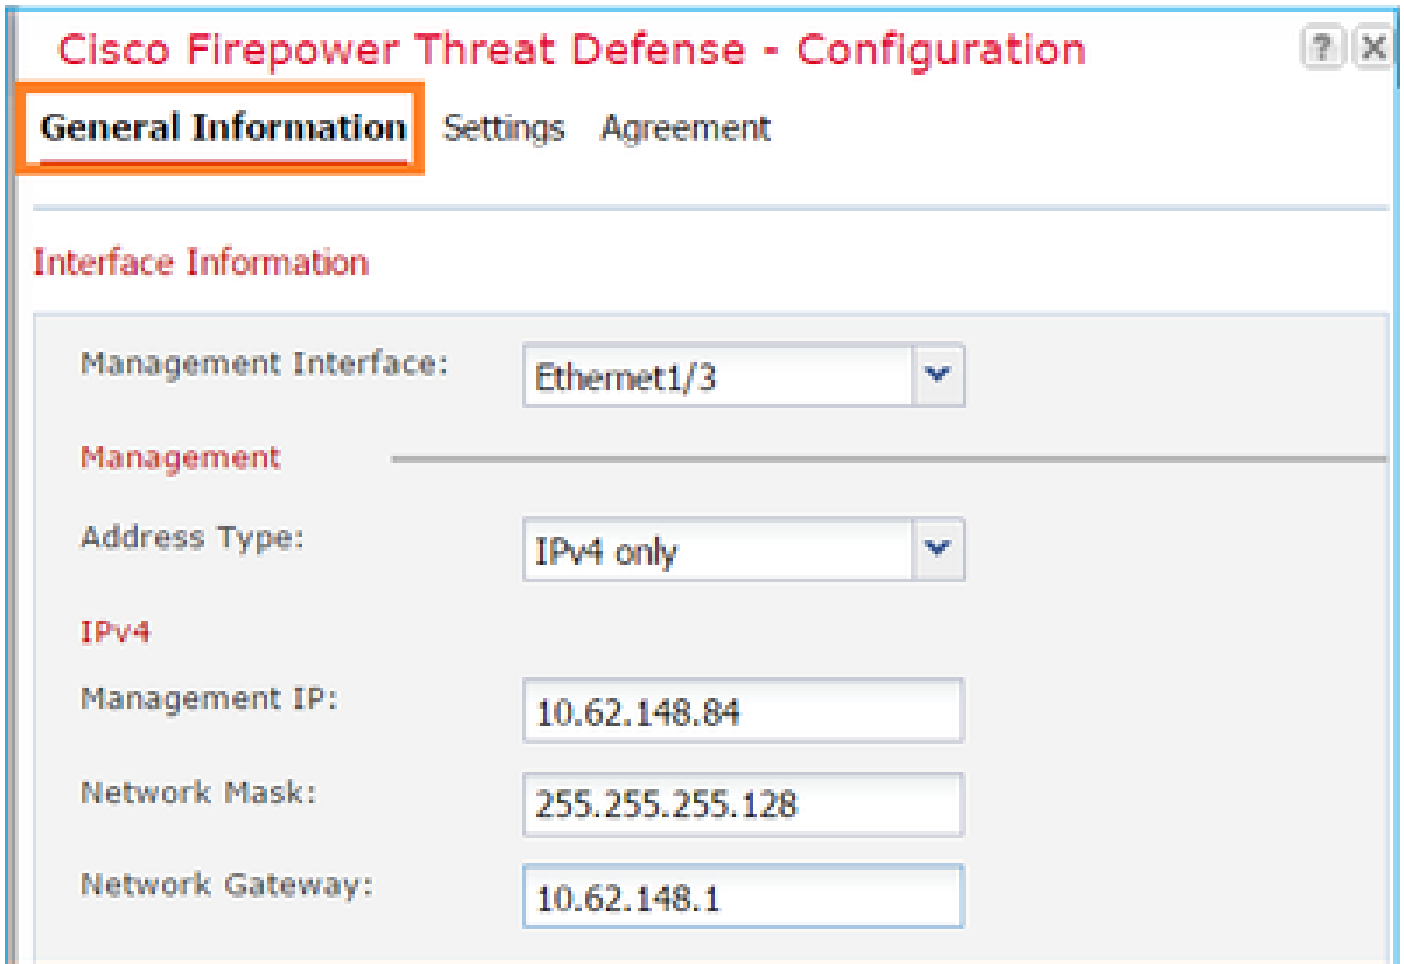 Cisco Firepower Threat Defense - Configuration ? X
General Information Settings Agreement
Interface Information
Management Interface: Ethernet1/3
Management
Address Type: IPv4 only
IPv4
Management IP: 10.62.148.84
Network Mask: 255.255.255.128
Network Gateway: 10.62.148.1